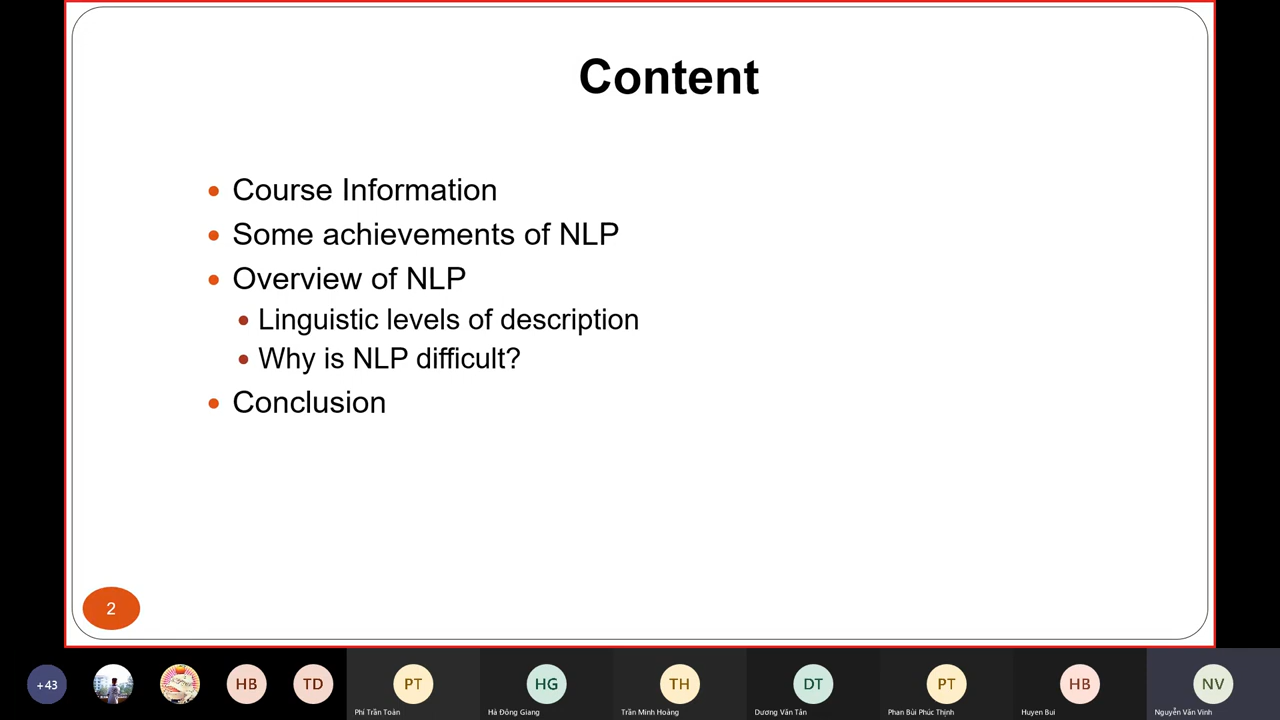 Content
Course Information
Some achievements of NLP
Overview of NLP
Linguistic levels of description
Why is NLP difficult?
Conclusion
2
+43
HB
TD
PT
HG
TH
DT
PT
HB
NV
Phí Trần Toàn
Hà Đông Giang
Trần Minh Hoàng
Dương Văn Tân
Phan Bùi Phúc Thịnh
Huyen Bui
Nguyễn Văn Vinh